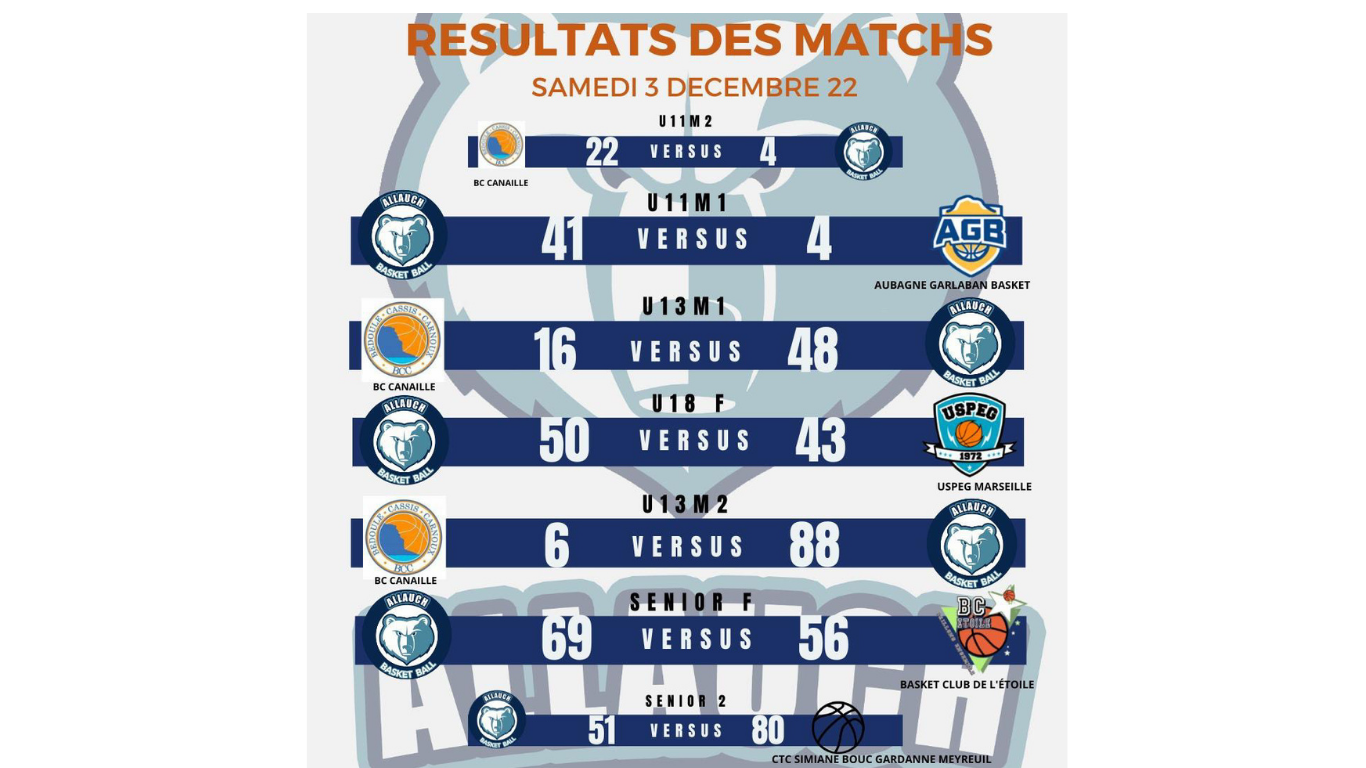 RESULTATS DES MATCHS
SAMEDI 3 DECEMBRE 22
U11M2
22 VERSUS 4
ALLAUCH
BASKET BALL
BC CANAILLE
U11M1
ALLAUCH
BASKET BALL
41 VERSUS 4
AGB
AUBAGNE GARLABAN BASKET
U13M1
BEDOULE · CASSIS · CARNOUX
BCC
16 VERSUS 48
ALLAUCH
BASKET BALL
BC CANAILLE
U18 F
ALLAUCH
BASKET BALL
50 VERSUS 43
USPEG
1972
USPEG MARSEILLE
U13M2
BEDOULE · CASSIS · CARNOUX
BCC
6 VERSUS 88
ALLAUCH
BASKET BALL
BC CANAILLE
SENIOR F
ALLAUCH
BASKET BALL
69 VERSUS 56
BC
ETOILE
BASKET CLUB DE L'ÉTOILE
SENIOR 2
ALLAUCH
BASKET BALL
51 VERSUS 80
CTC SIMIANE BOUC GARDANNE MEYREUIL
ALLAUCH